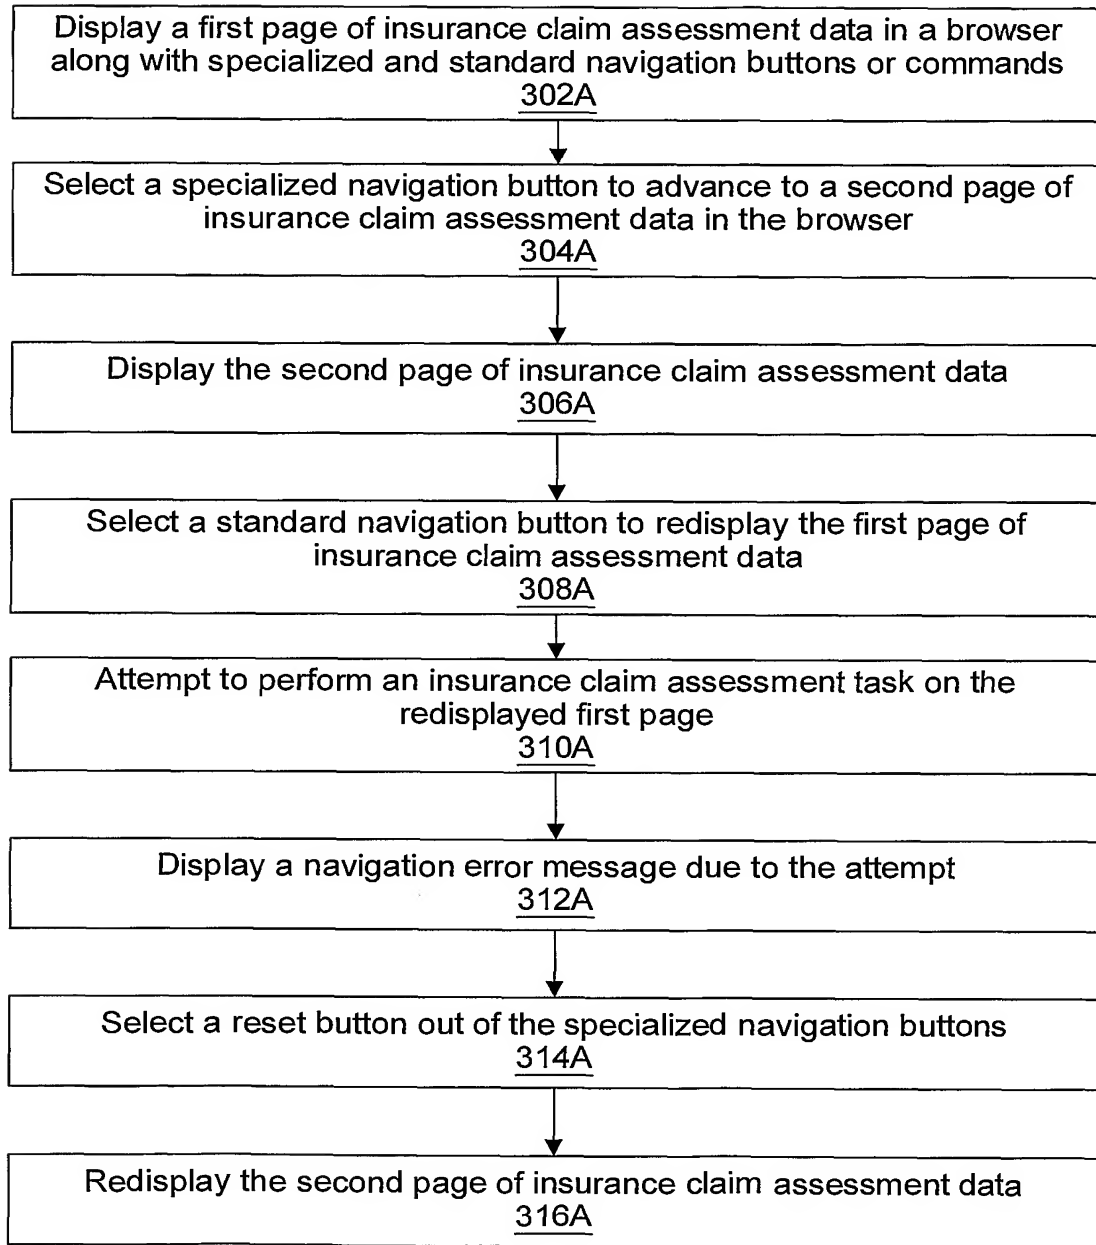 Display a first page of insurance claim assessment data in a browser
along with specialized and standard navigation buttons or commands
302A
Select a specialized navigation button to advance to a second page of
insurance claim assessment data in the browser
304A
Display the second page of insurance claim assessment data
306A
Select a standard navigation button to redisplay the first page of
insurance claim assessment data
308A
Attempt to perform an insurance claim assessment task on the
redisplayed first page
310A
Display a navigation error message due to the attempt
312A
Select a reset button out of the specialized navigation buttons
314A
Redisplay the second page of insurance claim assessment data
316A